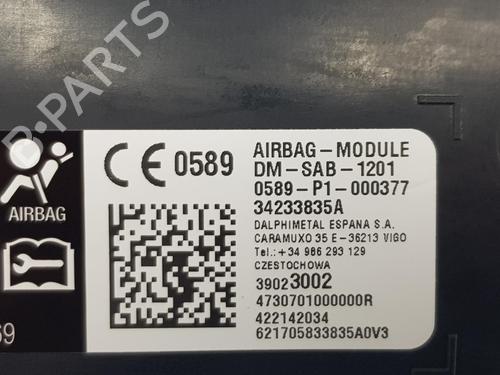 B-PARTS
AIRBAG
69
CE 0589
AIRBAG-MODULE
DM-SAB-1201
0589-P1-000377
34233835A
DALPHIMETAL ESPANA S.A.
CARAMUXO 35 E-36213 VIGO
Tel.: +34 986 293 129
CZESTOCHOWA
39023002
4730701000000R
422142034
621705833835A0V3